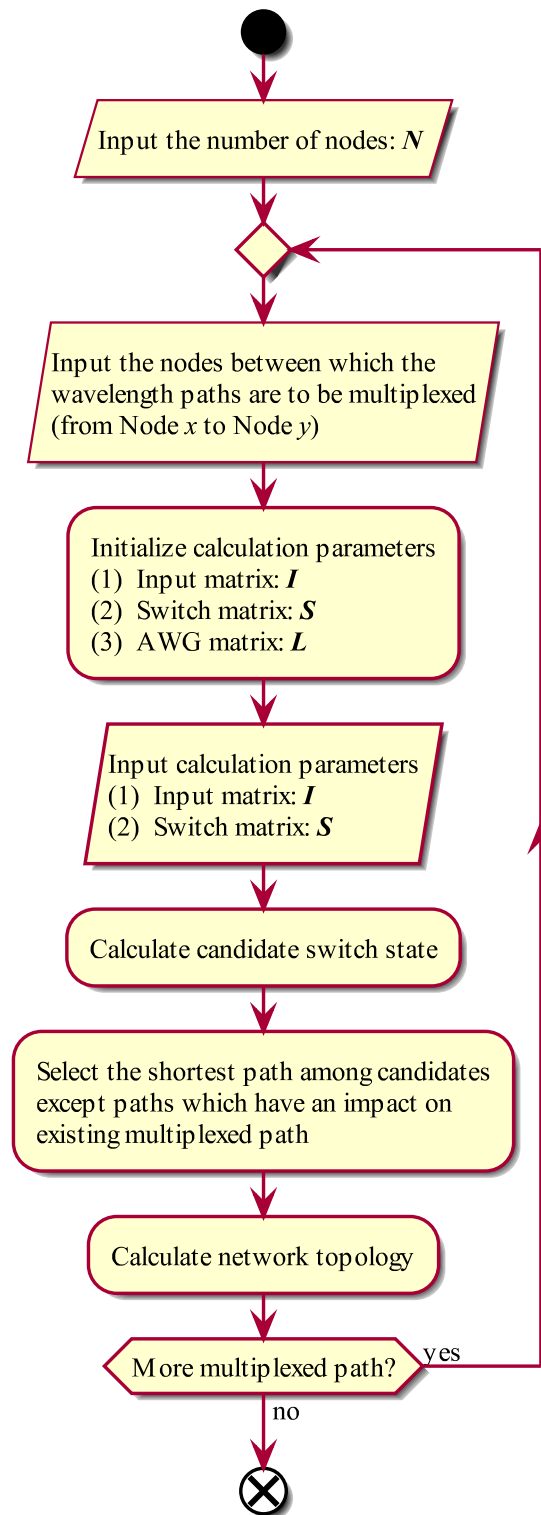 Input the number of nodes: N
Input the nodes between which the
wavelength paths are to be multiplexed
(from Node x to Node y)
Initialize calculation parameters
(1) Input matrix: I
(2) Switch matrix: S
(3) AWG matrix: L
Input calculation parameters
(1) Input matrix: I
(2) Switch matrix: S
Calculate candidate switch state
Select the shortest path among candidates
except paths which have an impact on
existing multiplexed path
Calculate network topology
More multiplexed path?
yes
no